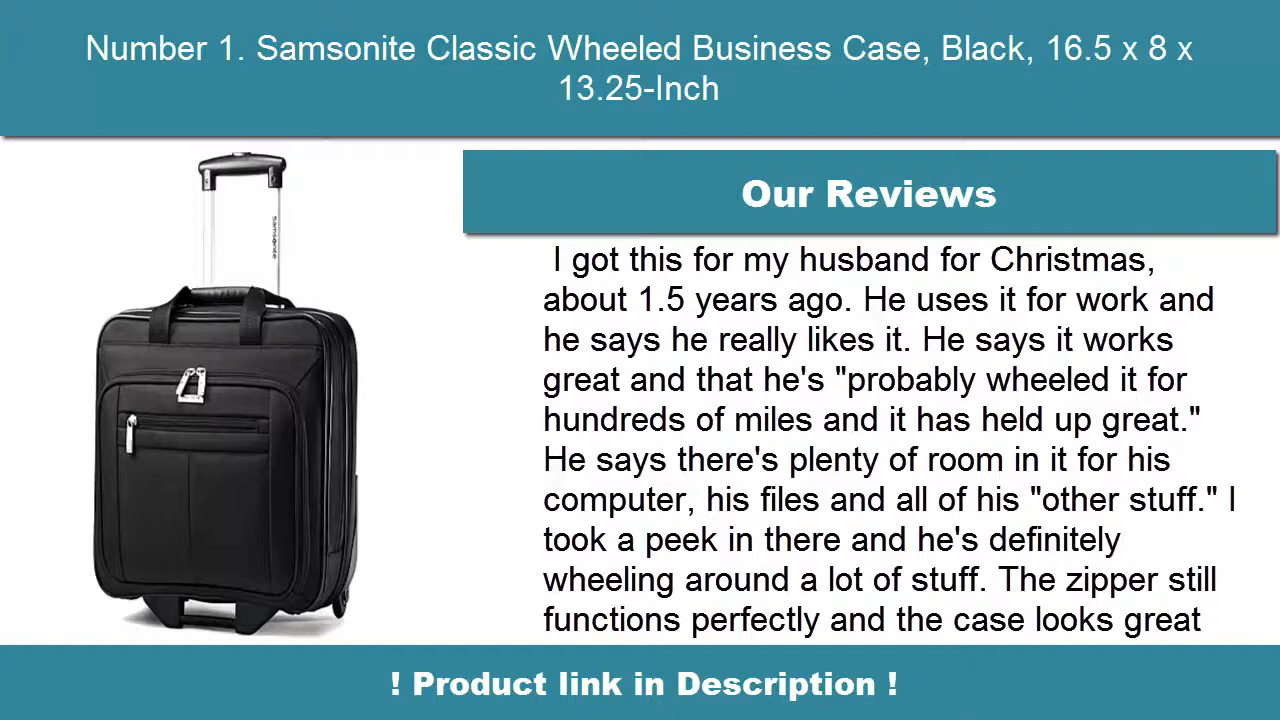 Number 1. Samsonite Classic Wheeled Business Case, Black, 16.5 x 8 x
13.25-Inch
Samsonite
Our Reviews
I got this for my husband for Christmas,
about 1.5 years ago. He uses it for work and
he says he really likes it. He says it works
great and that he's "probably wheeled it for
hundreds of miles and it has held up great."
He says there's plenty of room in it for his
computer, his files and all of his "other stuff." I
took a peek in there and he's definitely
wheeling around a lot of stuff. The zipper still
functions perfectly and the case looks great
! Product link in Description !